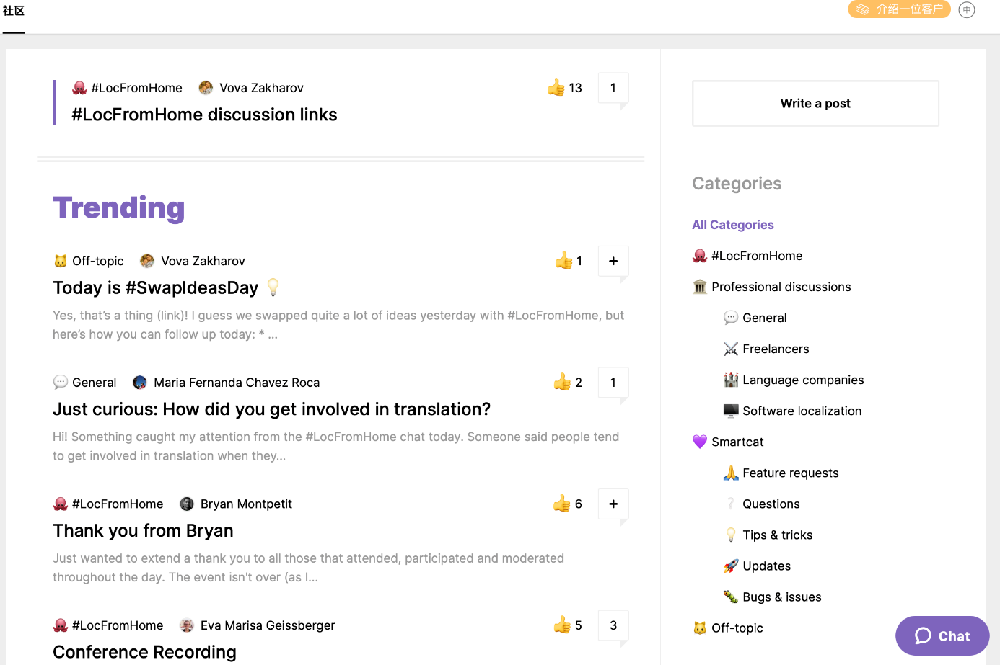 社区
介绍一位客户
中
#LocFromHome Vova Zakharov 13 1
#LocFromHome discussion links
Trending
Off-topic Vova Zakharov 1 +
Today is #SwapIdeasDay
Yes, that’s a thing (link)! I guess we swapped quite a lot of ideas yesterday with #LocFromHome, but
here’s how you can follow up today: * ...
General Maria Fernanda Chavez Roca 2 1
Just curious: How did you get involved in translation?
Hi! Something caught my attention from the #LocFromHome chat today. Someone said people tend
to get involved in translation when they...
#LocFromHome Bryan Montpetit 6 +
Thank you from Bryan
Just wanted to extend a thank you to all those that attended, participated and moderated
throughout the day. The event isn't over (as I...
#LocFromHome Eva Marisa Geissberger 5 3
Conference Recording
Write a post
Categories
All Categories
#LocFromHome
Professional discussions
General
Freelancers
Language companies
Software localization
Smartcat
Feature requests
Questions
Tips & tricks
Updates
Bugs & issues
Off-topic
Chat